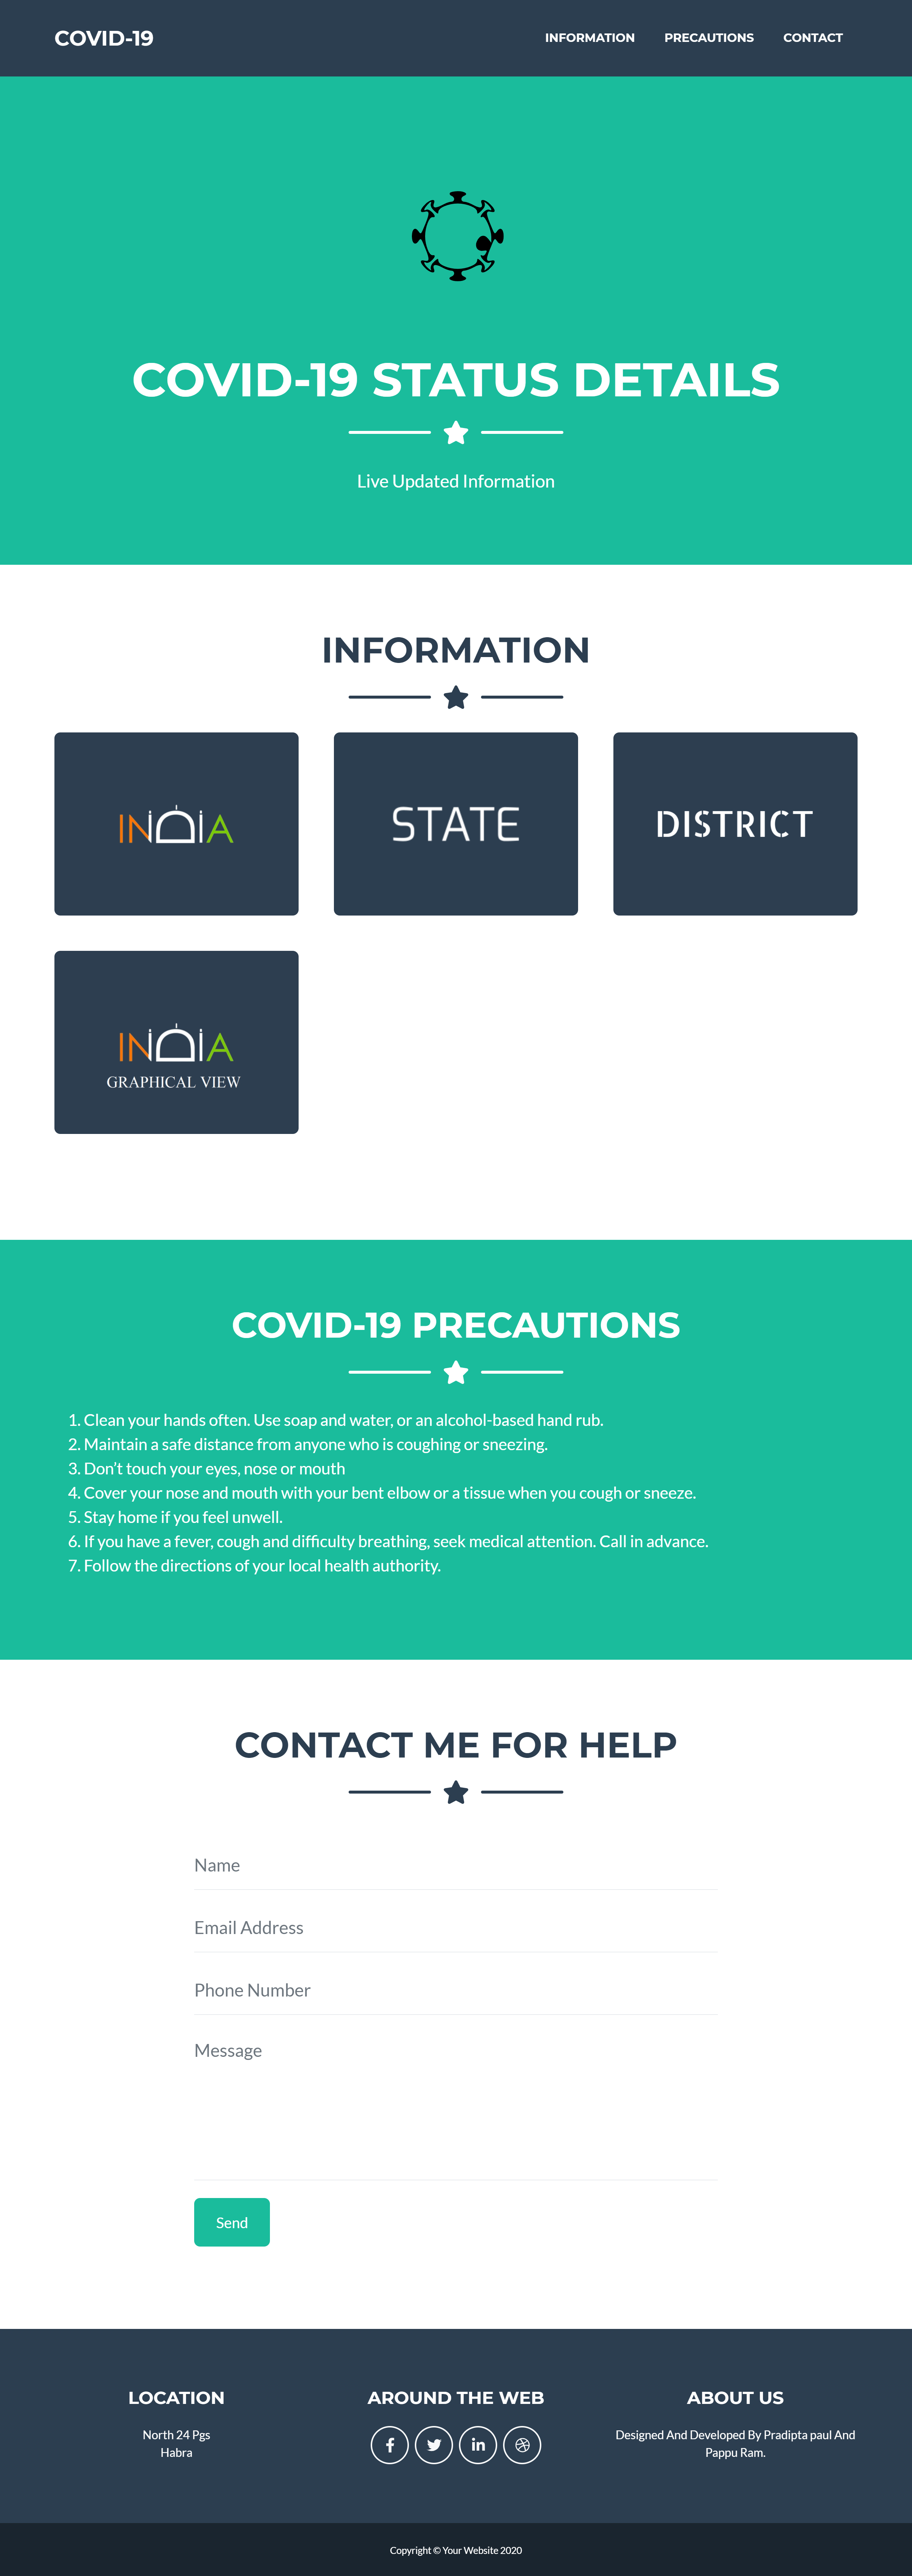 COVID-19
INFORMATION
PRECAUTIONS
CONTACT
COVID-19 STATUS DETAILS
Live Updated Information
INFORMATION
INDIA
STATE
DISTRICT
INDIA
GRAPHICAL VIEW
COVID-19 PRECAUTIONS
1. Clean your hands often. Use soap and water, or an alcohol-based hand rub.
2. Maintain a safe distance from anyone who is coughing or sneezing.
3. Don’t touch your eyes, nose or mouth
4. Cover your nose and mouth with your bent elbow or a tissue when you cough or sneeze.
5. Stay home if you feel unwell.
6. If you have a fever, cough and difficulty breathing, seek medical attention. Call in advance.
7. Follow the directions of your local health authority.
CONTACT ME FOR HELP
Name
Email Address
Phone Number
Message
Send
LOCATION
North 24 Pgs
Habra
AROUND THE WEB
ABOUT US
Designed And Developed By Pradipta paul And
Pappu Ram.
Copyright © Your Website 2020